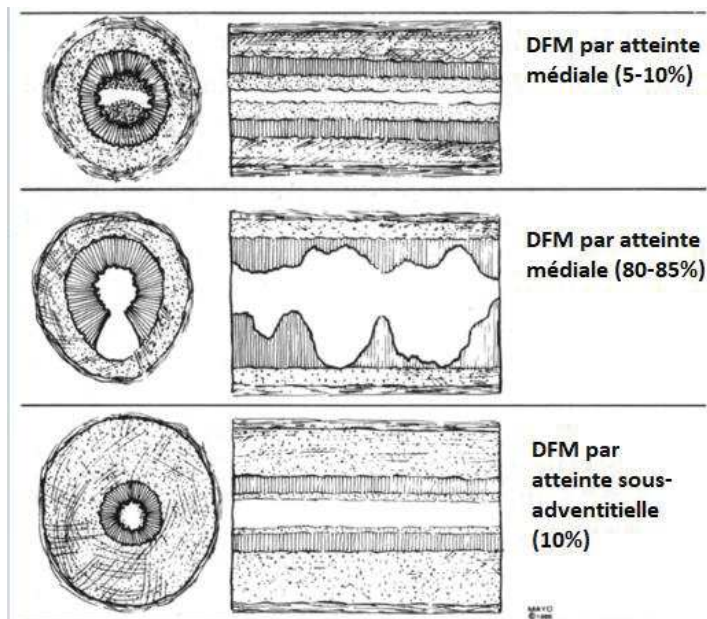 DFM par atteinte
médiale (5-10%)
DFM par atteinte
médiale (80-85%)
DFM par
atteinte sous-
adventitielle
(10%)
MAYO